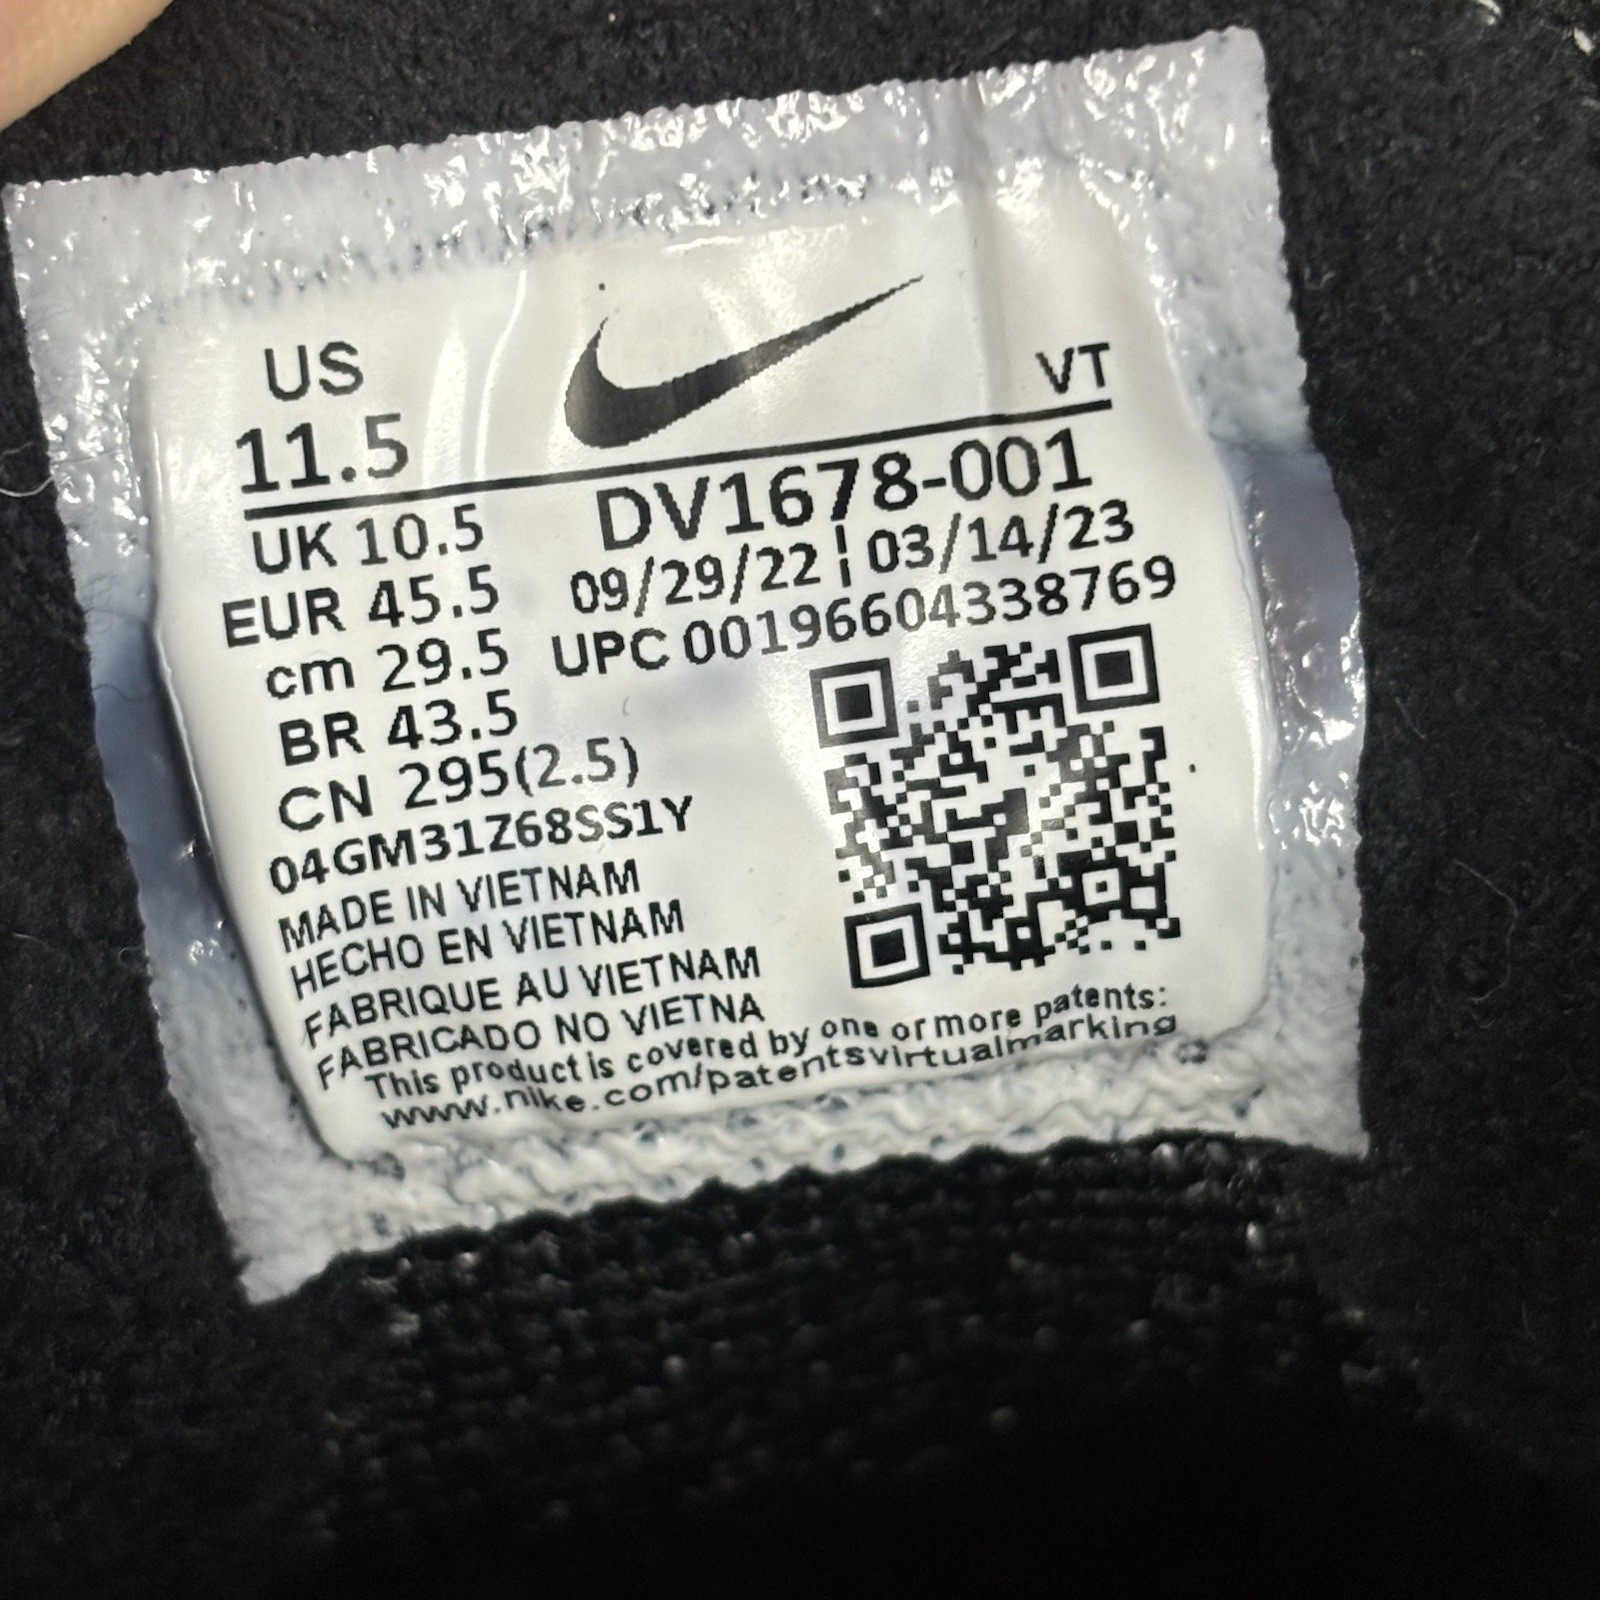 US
VT
11.5
UK 10.5
DV1678-001
EUR 45.5
09/29/22 ¦ 03/14/23
cm 29.5
UPC 00196604338769
BR 43.5
CN 295(2.5)
04GM31Z68SS1Y
MADE IN VIETNAM
HECHO EN VIETNAM
FABRIQUE AU VIETNAM
FABRICADO NO VIETNA
This product is covered by one or more patents:
www.nike.com/patentsvirtualmarking